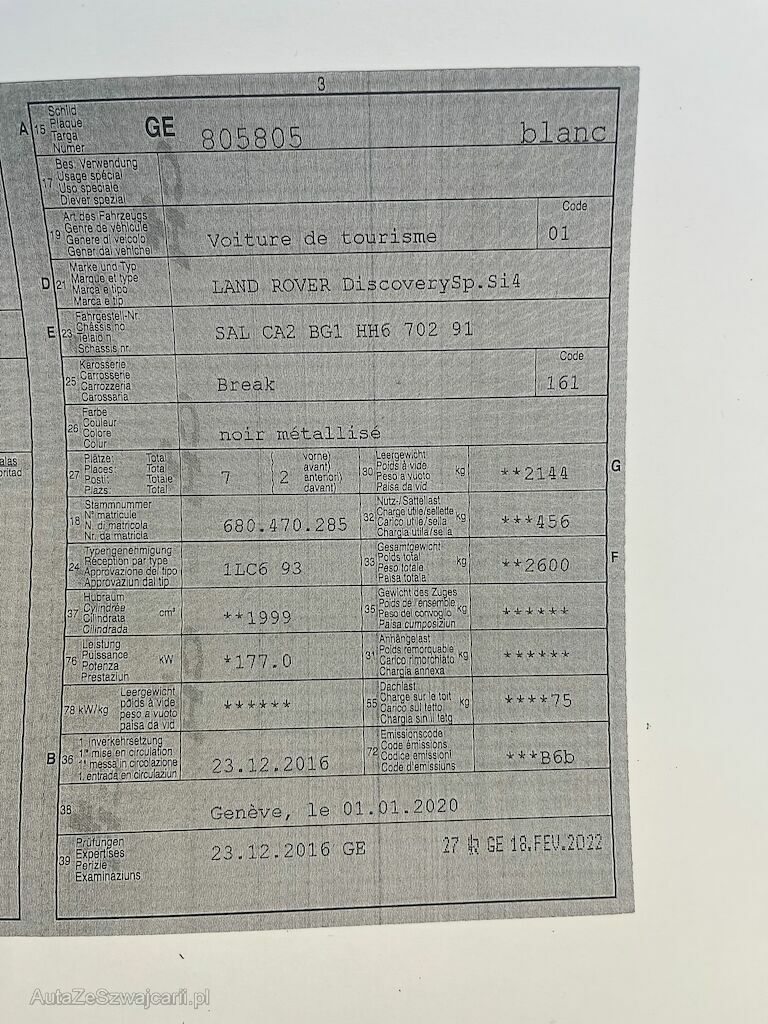 3
A 15 Schild
Plaque
Targa
Numer
GE 805805 blanc
17 Bes. Verwendung
Usage spécial
Uso speciale
Diever spezial
19 Art des Fahrzeugs
Genre de véhicule
Genere di veicolo
Gener dal vehichel
Voiture de tourisme
Code
01
D 21 Marke und Typ
Marque et type
Marca e tipo
Marca e tip
LAND ROVER DiscoverySp.Si4
E 23 Fahrgestell-Nr.
Châssis no
Telaio n.
Schassis nr.
SAL CA2 BG1 HH6 702 91
25 Karosserie
Carrosserie
Carrozzeria
Carossaria
Break
Code
161
26 Farbe
Couleur
Colore
Colur
noir métallisé
27 Plätze: Total
Places: Total
Posti: Totale
Plazs: Total
7
( vorne)
2 avant)
anteriori)
( davant)
30 Leergewicht
Poids à vide
Peso a vuoto
Paisa da vid
kg
**2144
G
18 Stammnummer
N° matricule
N. di matricola
Nr. da matricla
680.470.285
32 Nutz-/Sattellast
Charge utile/sellette
Carico utile/sella
Chargia utila/sella
kg
***456
24 Typengenehmigung
Réception par type
Approvazione del tipo
Approvaziun dal tip
1LC6 93
33 Gesamtgewicht
Poids total
Peso totale
Paisa totala
kg
**2600
F
37 Hubraum
Cylindrée
Cilindrata
Cilindrada
cm³
**1999
35 Gewicht des Zuges
Poids de l'ensemble
Peso del convoglio
Paisa cumposiziun
kg
******
76 Leistung
Puissance
Potenza
Prestaziun
kW
*177.0
31 Anhängelast
Poids remorquable
Carico rimorchiato
Chargia annexa
kg
******
78 kW/kg
Leergewicht
poids à vide
peso a vuoto
paisa da vid
******
55 Dachlast
Charge sur le toit
Carico sul tetto
Chargia sin il tetg
kg
****75
B 36 1. Inverkehrsetzung
1re mise en circulation
1a messa in circolazione
1. entrada en circulaziun
23.12.2016
72 Emissionscode
Code émissions
Codice emissioni
Code d'emissiuns
***B6b
38
Genève, le 01.01.2020
39 Prüfungen
Expertises
Perizie
Examinaziuns
23.12.2016 GE
27 GE 18.FEV.2022
AutaZeSzwajcarii.pl